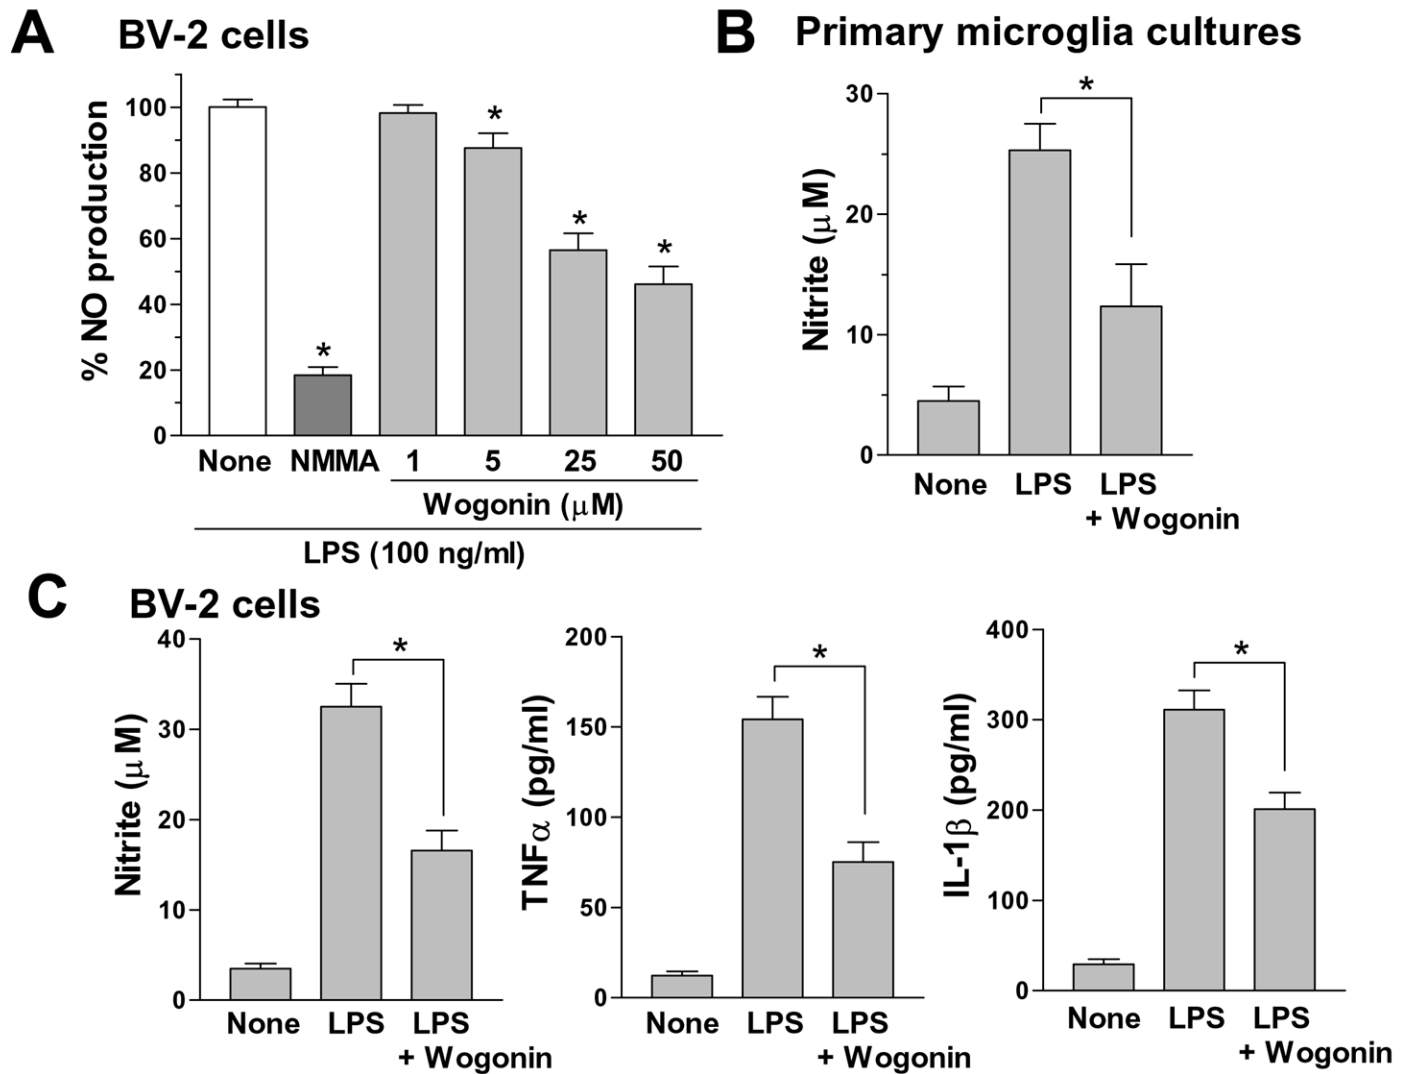 A BV-2 cells
% NO production
100
80
60
40
20
0
*
*
*
*
None NMMA 1 5 25 50
Wogonin (μM)
LPS (100 ng/ml)
B Primary microglia cultures
Nitrite (μM)
30
20
10
0
*
None LPS LPS
+ Wogonin
C BV-2 cells
Nitrite (μM)
40
30
20
10
0
*
None LPS LPS
+ Wogonin
TNFα (pg/ml)
200
150
100
50
0
*
None LPS LPS
+ Wogonin
IL-1β (pg/ml)
400
300
200
100
0
*
None LPS LPS
+ Wogonin